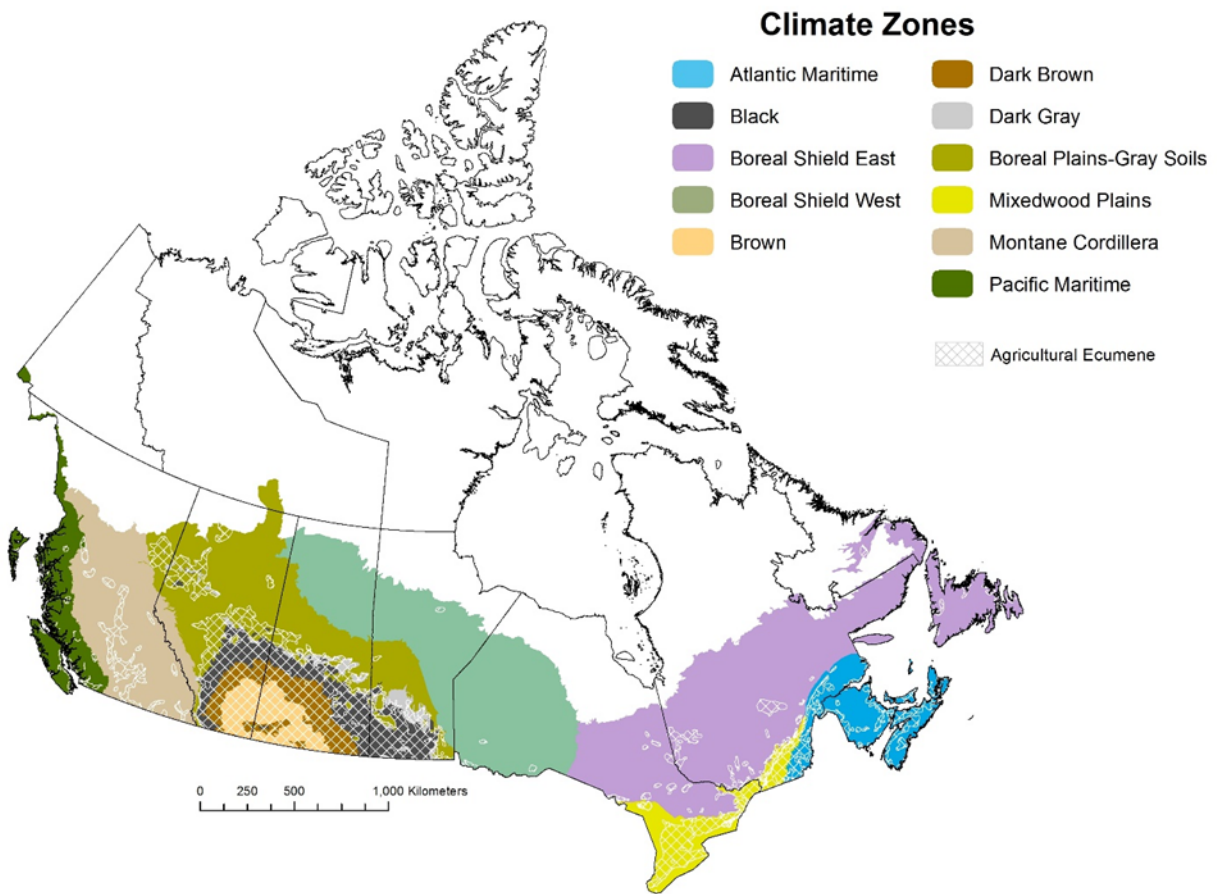 Climate Zones
Atlantic Maritime
Black
Boreal Shield East
Boreal Shield West
Brown
Dark Brown
Dark Gray
Boreal Plains-Gray Soils
Mixedwood Plains
Montane Cordillera
Pacific Maritime
Agricultural Ecumene
0 250 500 1,000 Kilometers